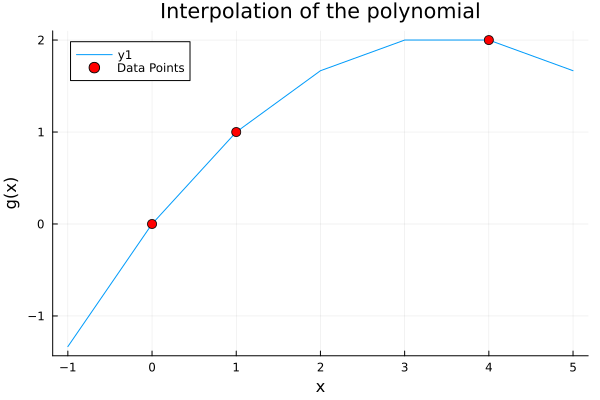 Interpolation of the polynomial
y1
Data Points
g(x)
2
1
0
−1
−1 0 1 2 3 4 5
x